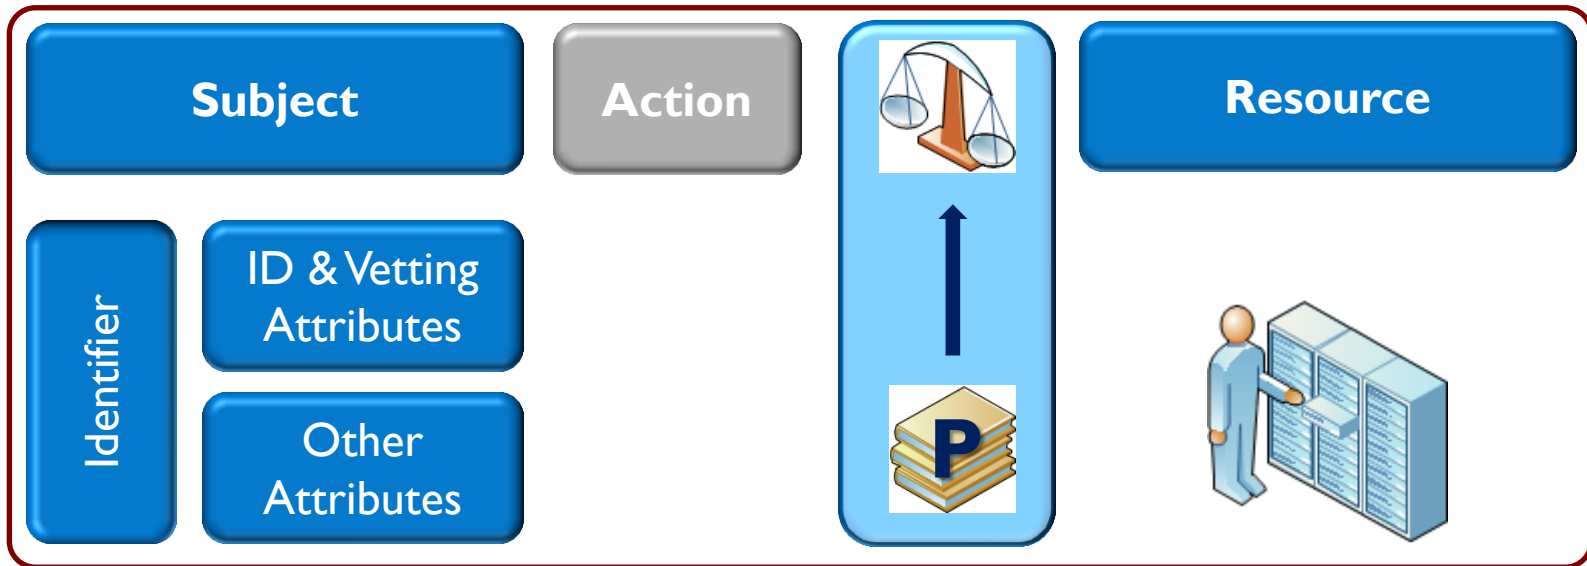 Subject
Action
Resource
Identifier
ID & Vetting
Attributes
Other
Attributes
P